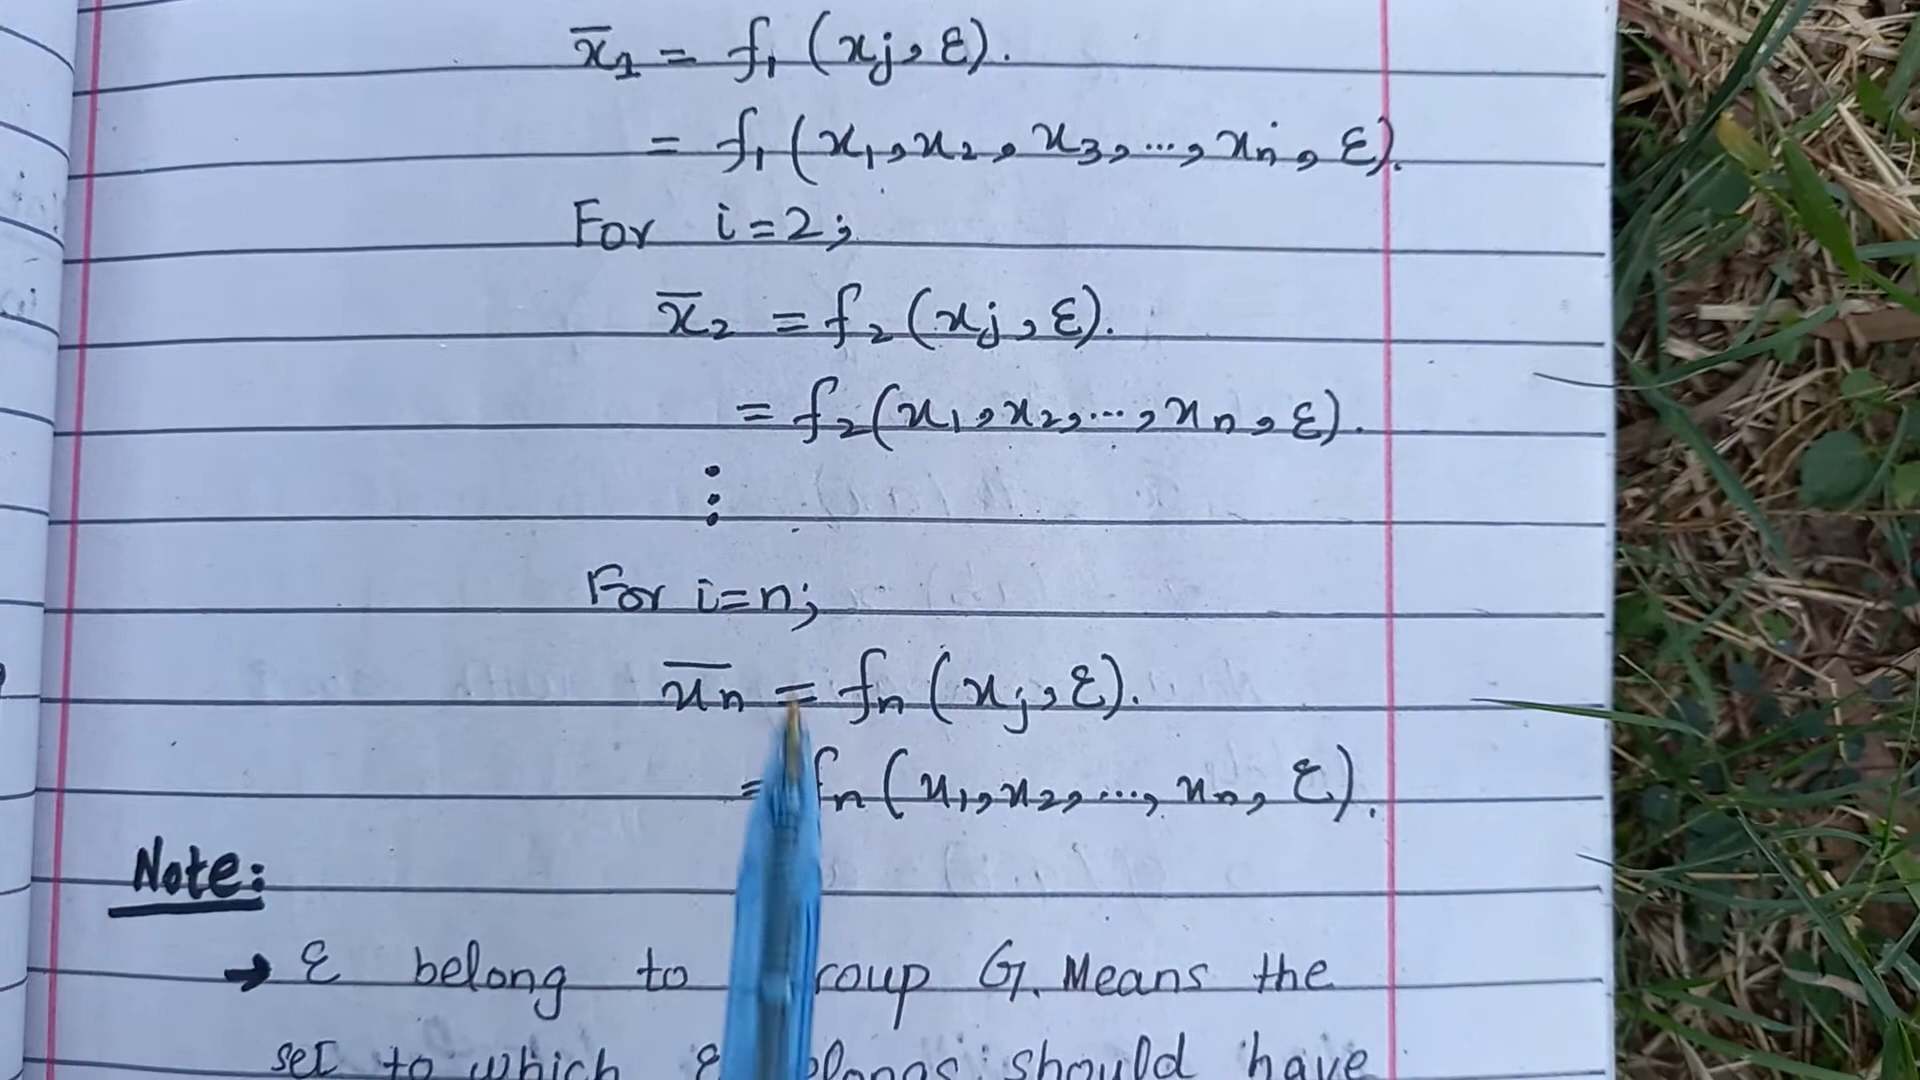 x̅₁ = f₁ (xj, ε).
= f₁ (x₁, x₂, x₃, ..., xn, ε).
For i=2;
x̅₂ = f₂ (xj, ε).
= f₂ (x₁, x₂, ..., xn, ε).
⋮
For i=n;
x̅n = fn (xj, ε).
= fn (x₁, x₂, ..., xn, ε).
Note:
→ ε belong to roup G. Means the
set to which should have